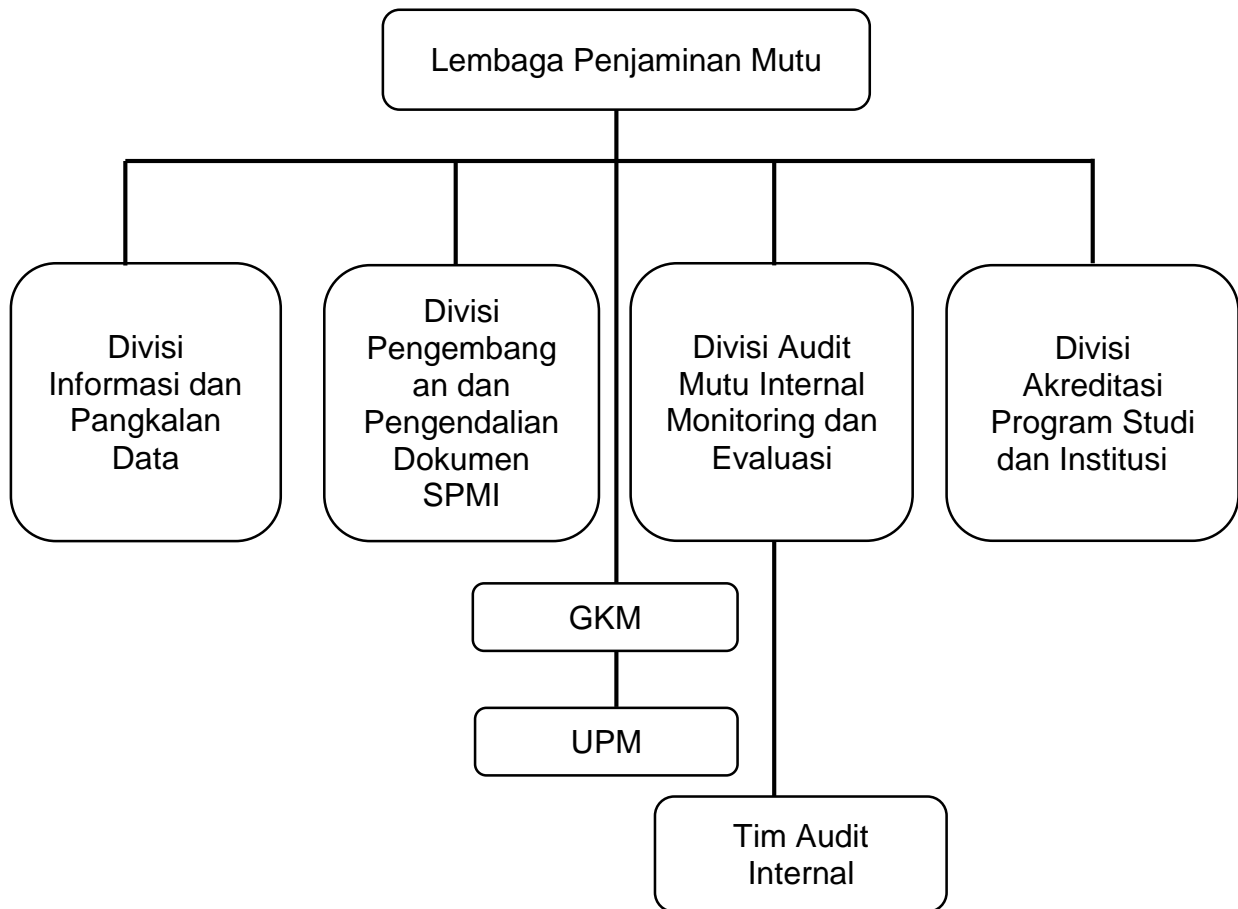 Lembaga Penjaminan Mutu
Divisi
Informasi dan
Pangkalan
Data
Divisi
Pengembang
an dan
Pengendalian
Dokumen
SPMI
Divisi Audit
Mutu Internal
Monitoring dan
Evaluasi
Divisi
Akreditasi
Program Studi
dan Institusi
GKM
UPM
Tim Audit
Internal